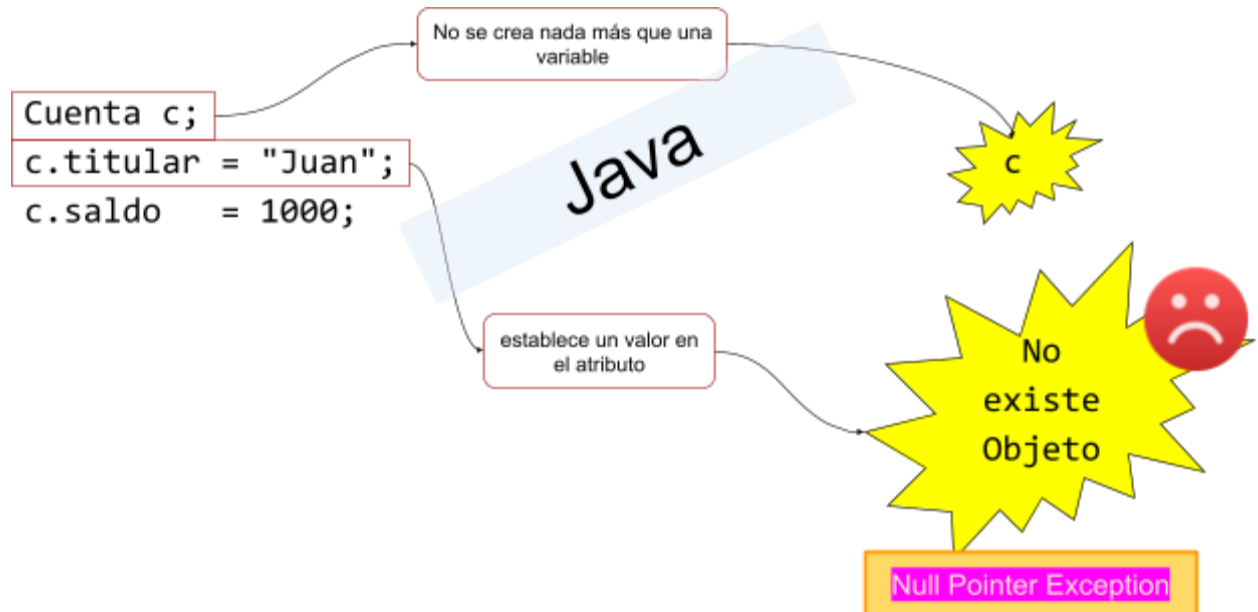 No se crea nada más que una
variable
Cuenta c;
c.titular = "Juan";
c.saldo   = 1000;
Java
c
establece un valor en
el atributo
No
existe
Objeto
Null Pointer Exception